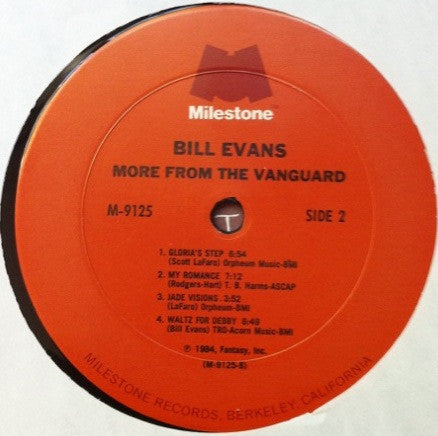 Milestone
BILL EVANS
MORE FROM THE VANGUARD
M-9125 SIDE 2
1. GLORIA'S STEP 6:54
(Scott LaFaro) Orpheum Music-BMI
2. MY ROMANCE 7:12
(Rodgers-Hart) T. B. Harms-ASCAP
3. JADE VISIONS 3:52
(LaFaro) Orpheum-BMI
4. WALTZ FOR DEBBY 6:49
(Bill Evans) TRO-Acorn Music-BMI
℗ 1984, Fantasy, Inc.
(M-9125-B)
MILESTONE RECORDS, BERKELEY CALIFORNIA